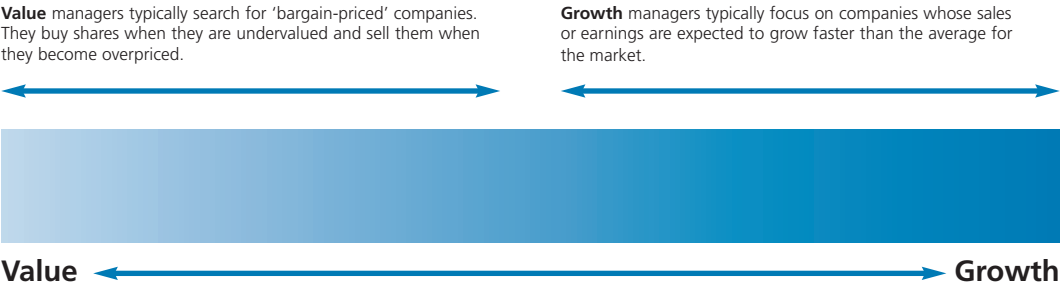 Value managers typically search for ‘bargain-priced’ companies.
They buy shares when they are undervalued and sell them when
they become overpriced.
Growth managers typically focus on companies whose sales
or earnings are expected to grow faster than the average for
the market.
Value
Growth